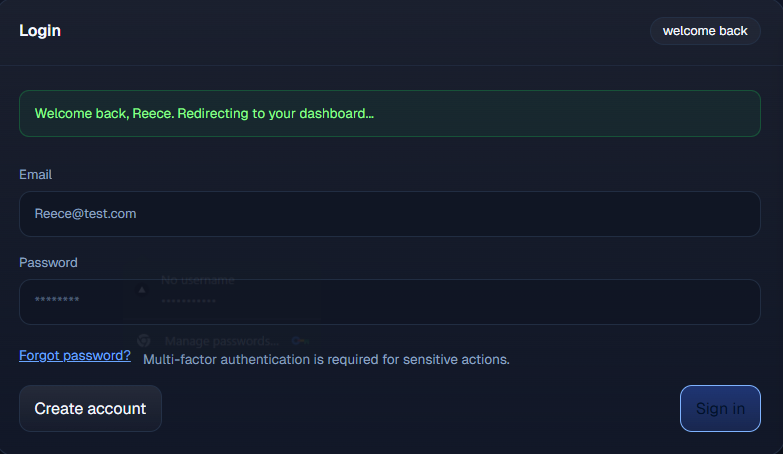 Login
welcome back
Welcome back, Reece. Redirecting to your dashboard...
Email
Reece@test.com
Password
No username
********
•••••••••••
Manage passwords...
Forgot password?
Multi-factor authentication is required for sensitive actions.
Create account
Sign in